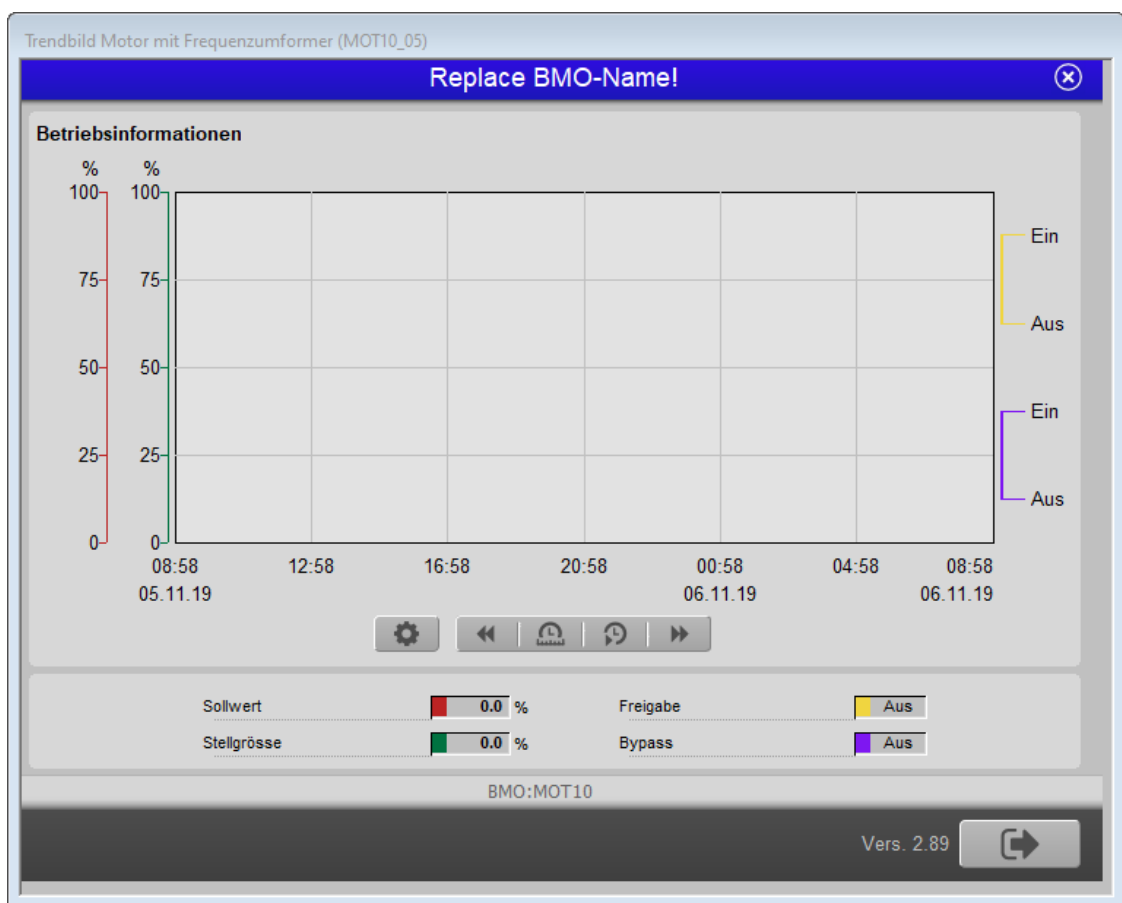 Trendbild Motor mit Frequenzumformer (MOT10_05)
Replace BMO-Name!
Betriebsinformationen
% %
100 100
Ein
75 75
Aus
50 50
Ein
25 25
Aus
0 0
08:58 12:58 16:58 20:58 00:58 04:58 08:58
05.11.19 06.11.19 06.11.19
Sollwert 0.0 % Freigabe Aus
Stellgrösse 0.0 % Bypass Aus
BMO:MOT10
Vers. 2.89